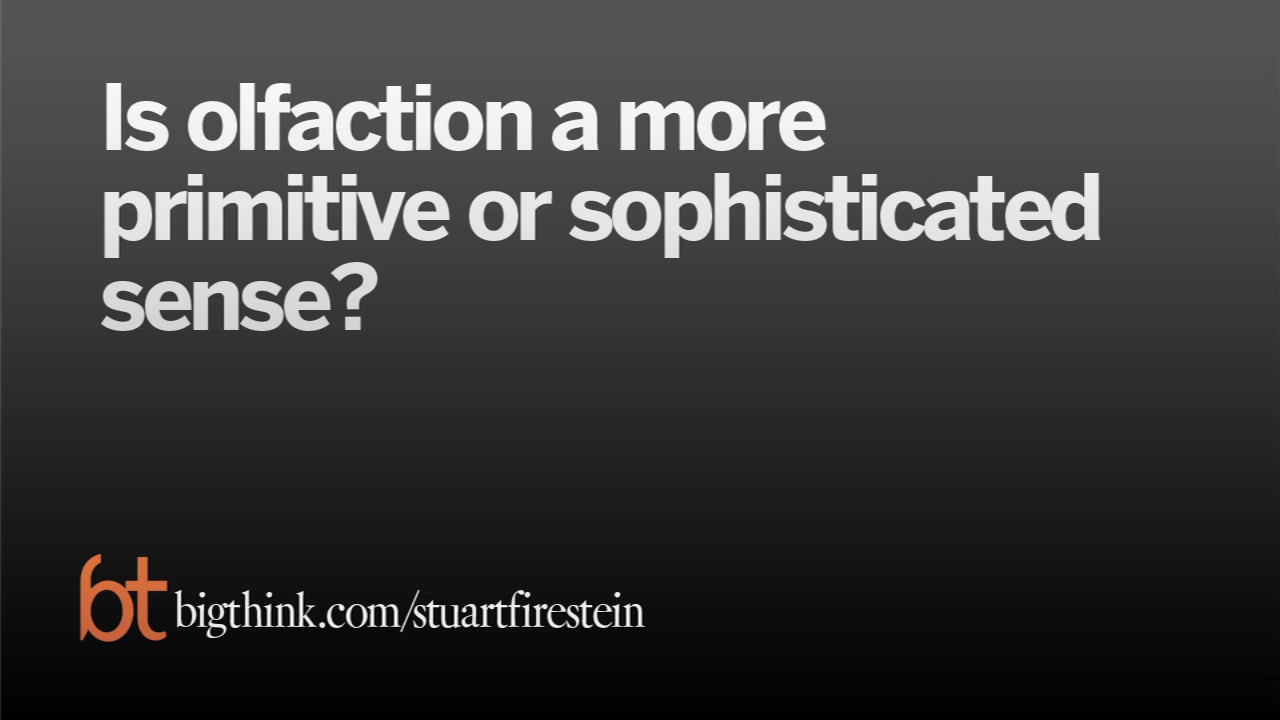 Is olfaction a more
primitive or sophisticated
sense?
bt bigthink.com/stuartfirestein